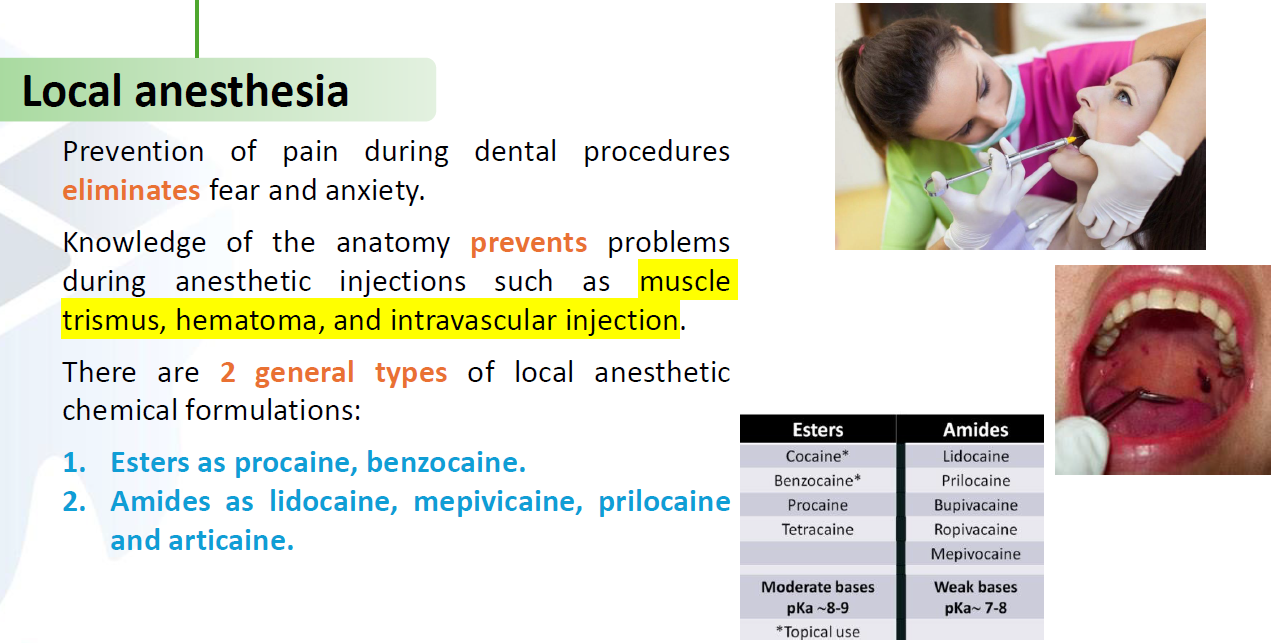 Local anesthesia
Prevention of pain during dental procedures
eliminates fear and anxiety.
Knowledge of the anatomy prevents problems
during anesthetic injections such as muscle
trismus, hematoma, and intravascular injection.
There are 2 general types of local anesthetic
chemical formulations:
1. Esters as procaine, benzocaine.
2. Amides as lidocaine, mepivicaine, prilocaine
and articaine.
Esters Amides
Cocaine* Lidocaine
Benzocaine* Prilocaine
Procaine Bupivacaine
Tetracaine Ropivacaine
Mepivocaine
Moderate bases Weak bases
pKa ~8-9 pKa~ 7-8
*Topical use